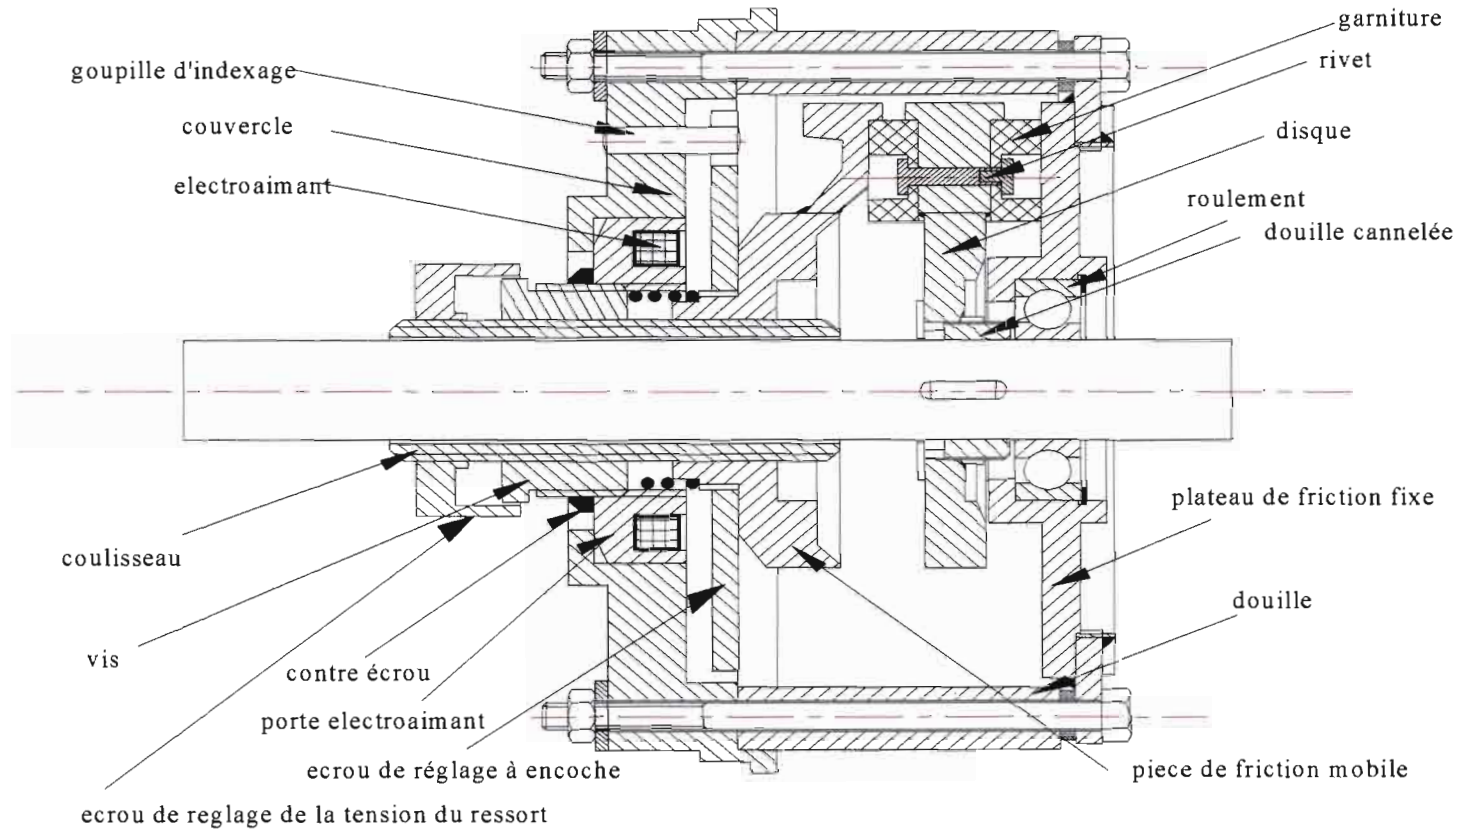 garniture
rivet
goupille d'indexage
couvercle
disque
electroaimant
roulement
douille cannelée
plateau de friction fixe
coulisseau
douille
vis
contre écrou
porte electroaimant
ecrou de réglage à encoche
piece de friction mobile
ecrou de reglage de la tension du ressort